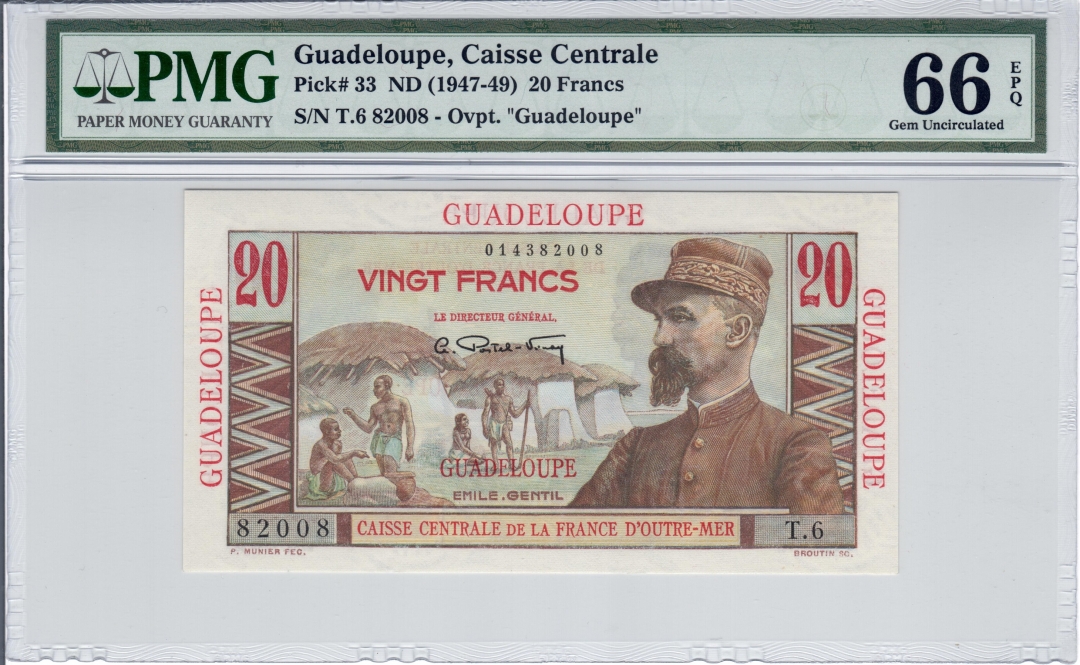 PMG
PAPER MONEY GUARANTY
Guadeloupe, Caisse Centrale
Pick# 33 ND (1947-49) 20 Francs
S/N T.6 82008 - Ovpt. "Guadeloupe"
66 EPQ
Gem Uncirculated
GUADELOUPE
20
014382008
20
VINGT FRANCS
LE DIRECTEUR GÉNÉRAL,
G. Postel-Vinay
GUADELOUPE
GUADELOUPE
GUADELOUPE
EMILE.GENTIL
82008
CAISSE CENTRALE DE LA FRANCE D'OUTRE-MER
T.6
P. MUNIER FEC.
BROUTIN SC.